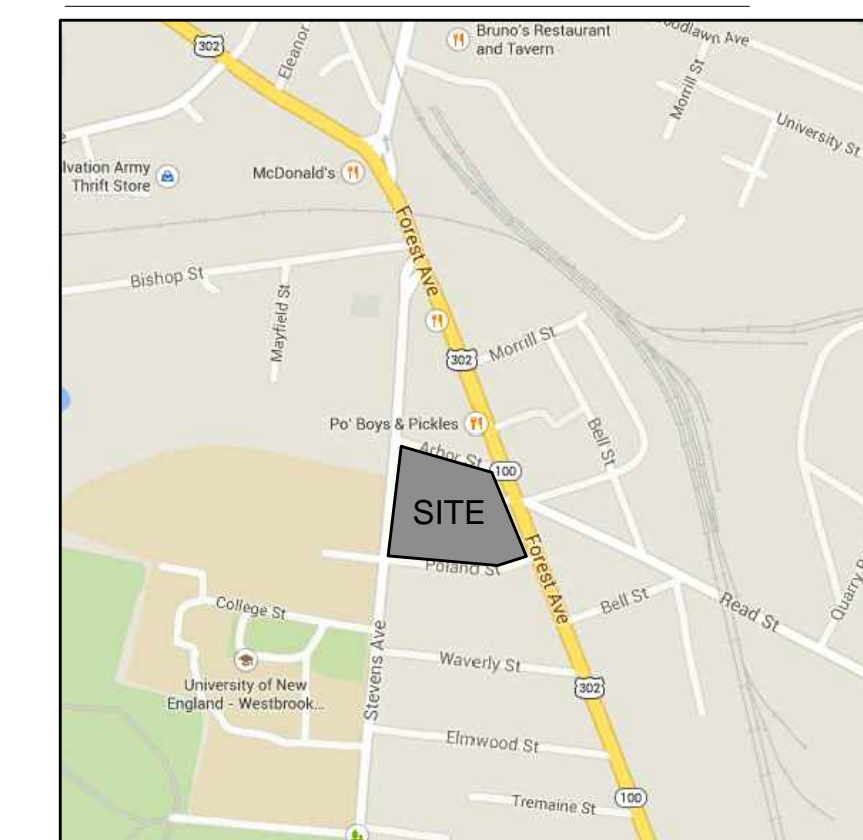 Bruno's Restaurant
and Tavern
302
Eleanor
Morrill St
University St
McDonald's
Thrift Store
Army
Forest Ave
Bishop St
Mayfield St
302
Morrill St
Po' Boys & Pickles
Bell St
Arbor St
100
SITE
Poland St
Forest Ave
College St
Bell St
Read St
Stevens Ave
Waverly St
University of New
England - Westbrook...
302
Elmwood St
Tremaine St
100